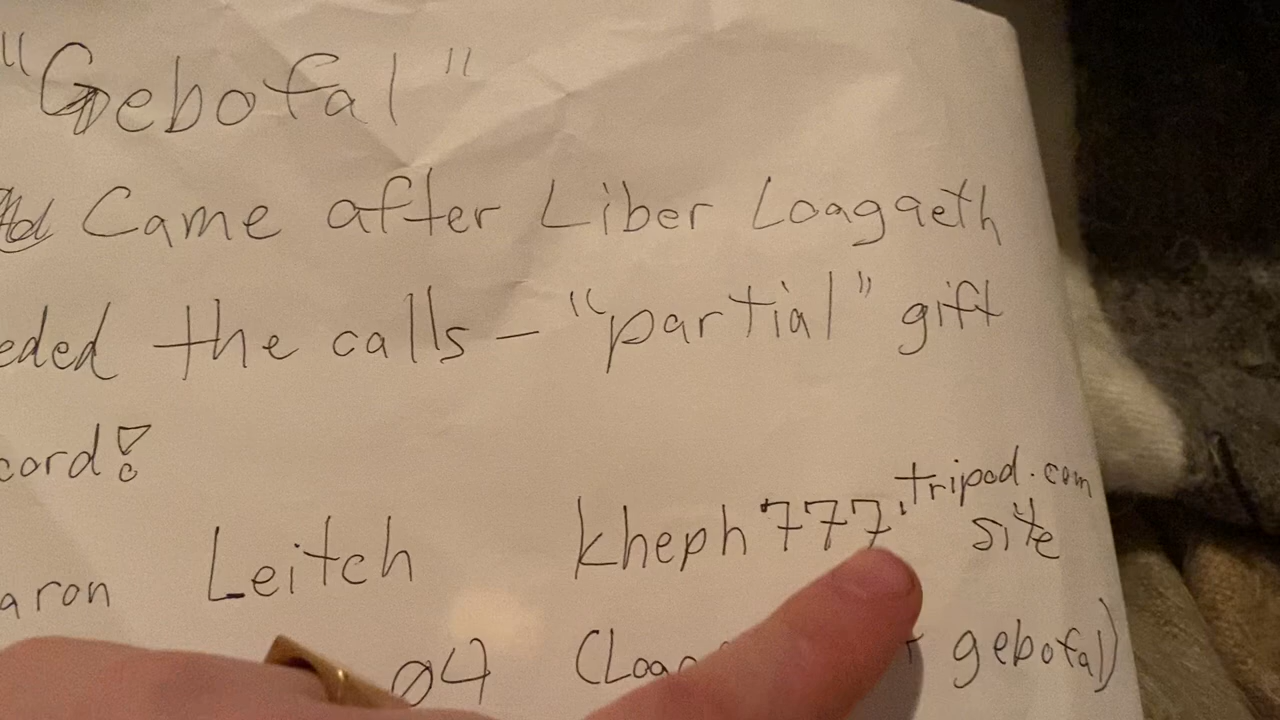 "Gebofal"
Came after Liber Loagaeth
eded the calls - "partial" gift
cord?
.tripod.com
aron Leitch kheph777 site
04 (Loag gebofal)